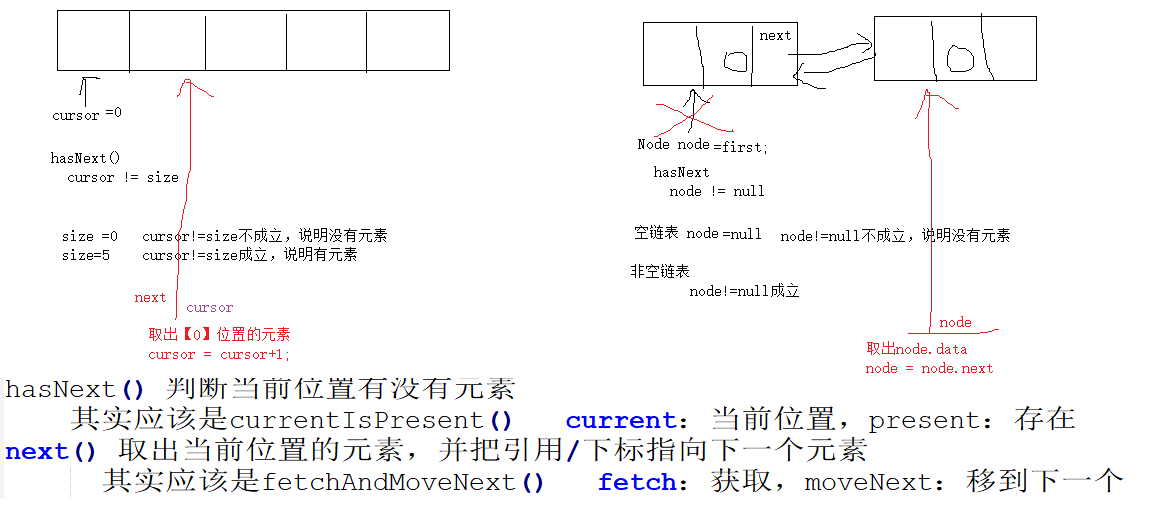 cursor =0
hasNext()
cursor != size
size =0 cursor!=size不成立，说明没有元素
size=5 cursor!=size成立，说明有元素
next
cursor
取出【0】位置的元素
cursor = cursor+1;
next
Node node =first;
hasNext
node != null
空链表 node =null node!=null不成立，说明没有元素
非空链表
node!=null成立
node
取出node.data
node = node.next
hasNext() 判断当前位置有没有元素
其实应该是currentIsPresent() current：当前位置，present：存在
next() 取出当前位置的元素，并把引用/下标指向下一个元素
其实应该是fetchAndMoveNext() fetch：获取，moveNext：移到下一个